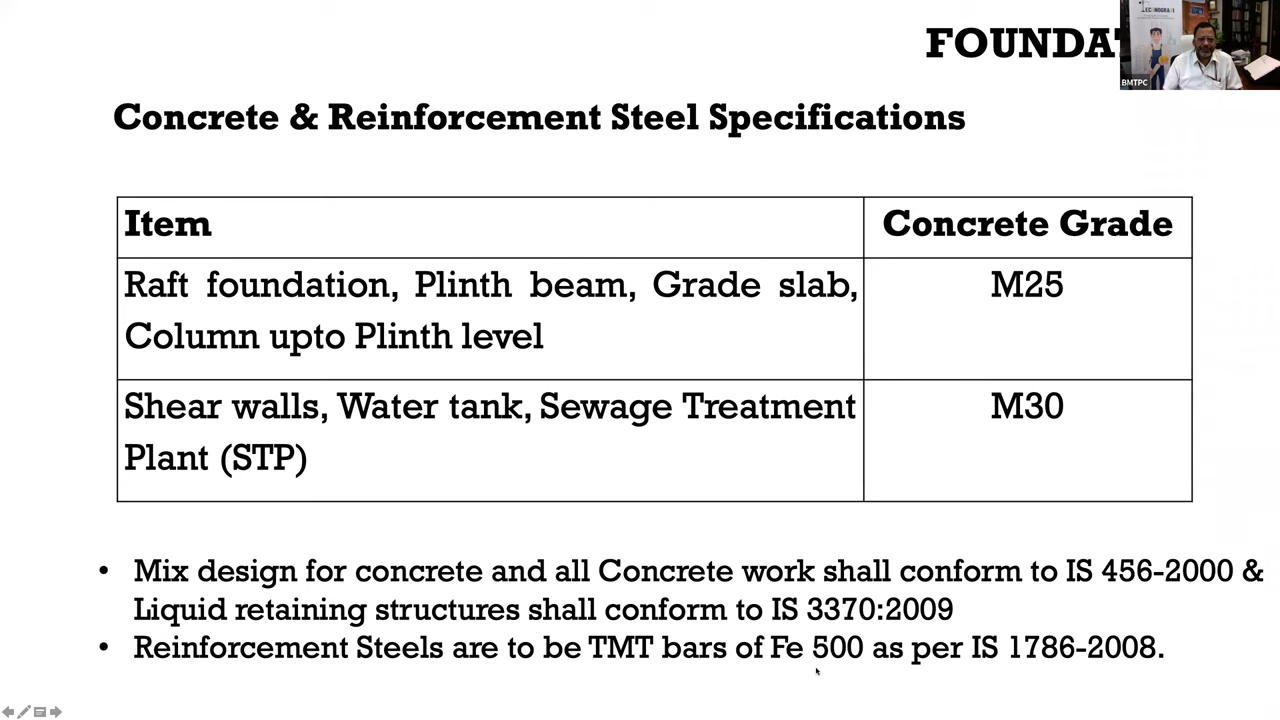 FOUNDAT
BMTPC
Concrete & Reinforcement Steel Specifications
Item
Concrete Grade
Raft foundation, Plinth beam, Grade slab,
Column upto Plinth level
M25
Shear walls, Water tank, Sewage Treatment
Plant (STP)
M30
• Mix design for concrete and all Concrete work shall conform to IS 456-2000 &
Liquid retaining structures shall conform to IS 3370:2009
• Reinforcement Steels are to be TMT bars of Fe 500 as per IS 1786-2008.